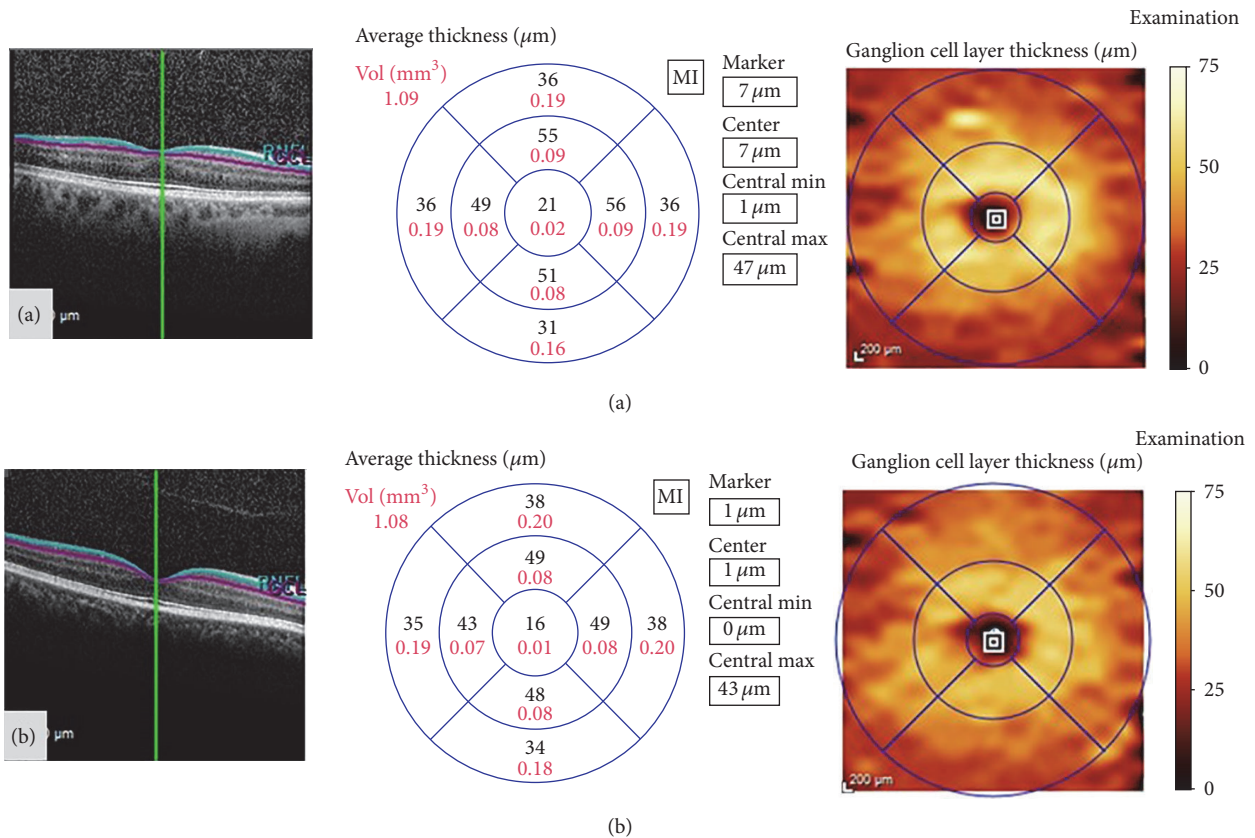 Examination
Average thickness (μm)
Ganglion cell layer thickness (μm)
Vol (mm³)
1.09
MI
Marker
7 μm
Center
7 μm
Central min
1 μm
Central max
47 μm
36
0.19
55
0.09
36 49 21 56 36
0.19 0.08 0.02 0.09 0.19
51
0.08
31
0.16
75
50
25
0
200 μm
(a)
μm
(a)
Examination
Average thickness (μm)
Ganglion cell layer thickness (μm)
Vol (mm³)
1.08
MI
Marker
1 μm
Center
1 μm
Central min
0 μm
Central max
43 μm
38
0.20
49
0.08
35 43 16 49 38
0.19 0.07 0.01 0.08 0.20
48
0.08
34
0.18
75
50
25
0
200 μm
(b)
μm
(b)